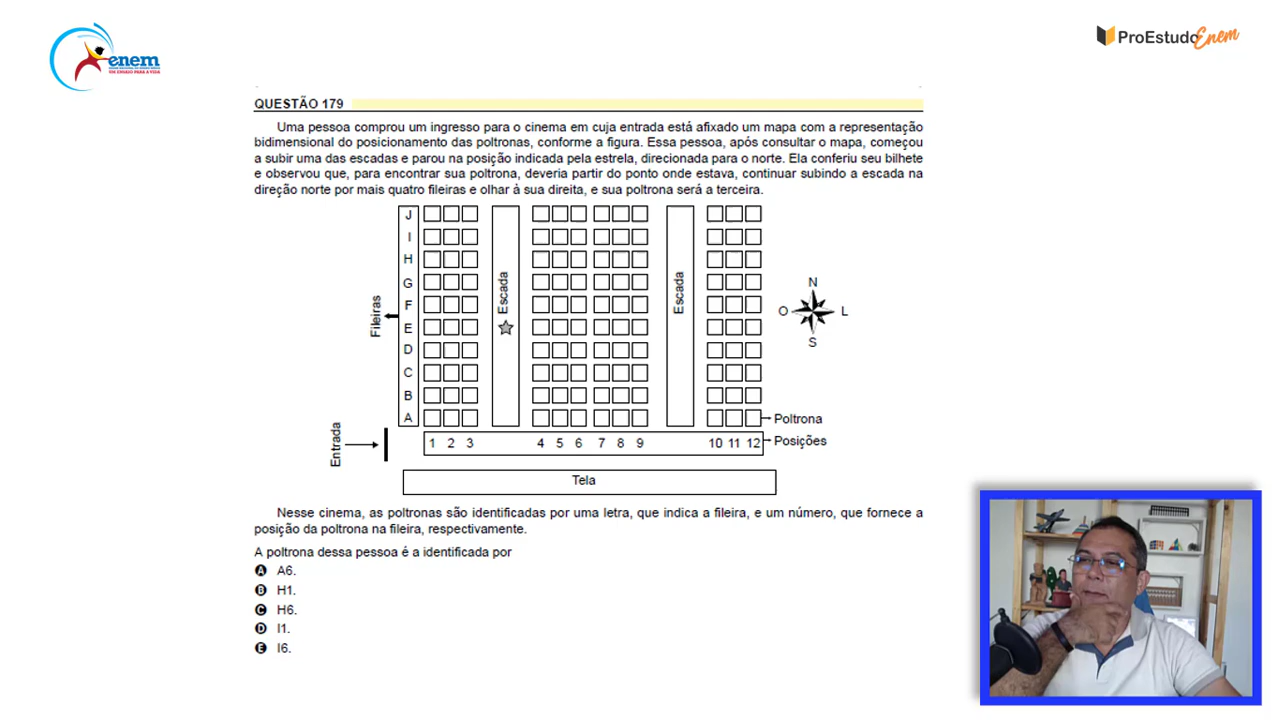 enem
UM ENSAIO PARA A VIDA
ProEstudo Enem
QUESTÃO 179
Uma pessoa comprou um ingresso para o cinema em cuja entrada está afixado um mapa com a representação
bidimensional do posicionamento das poltronas, conforme a figura. Essa pessoa, após consultar o mapa, começou
a subir uma das escadas e parou na posição indicada pela estrela, direcionada para o norte. Ela conferiu seu bilhete
e observou que, para encontrar sua poltrona, deveria partir do ponto onde estava, continuar subindo a escada na
direção norte por mais quatro fileiras e olhar à sua direita, e sua poltrona será a terceira.
J
I
H
G
F
E
D
C
B
A
Fileiras
Escada
Escada
N
O L
S
Entrada
Poltrona
1 2 3 4 5 6 7 8 9 10 11 12 Posições
Tela
Nesse cinema, as poltronas são identificadas por uma letra, que indica a fileira, e um número, que fornece a
posição da poltrona na fileira, respectivamente.
A poltrona dessa pessoa é a identificada por
A A6.
B H1.
C H6.
D I1.
E I6.